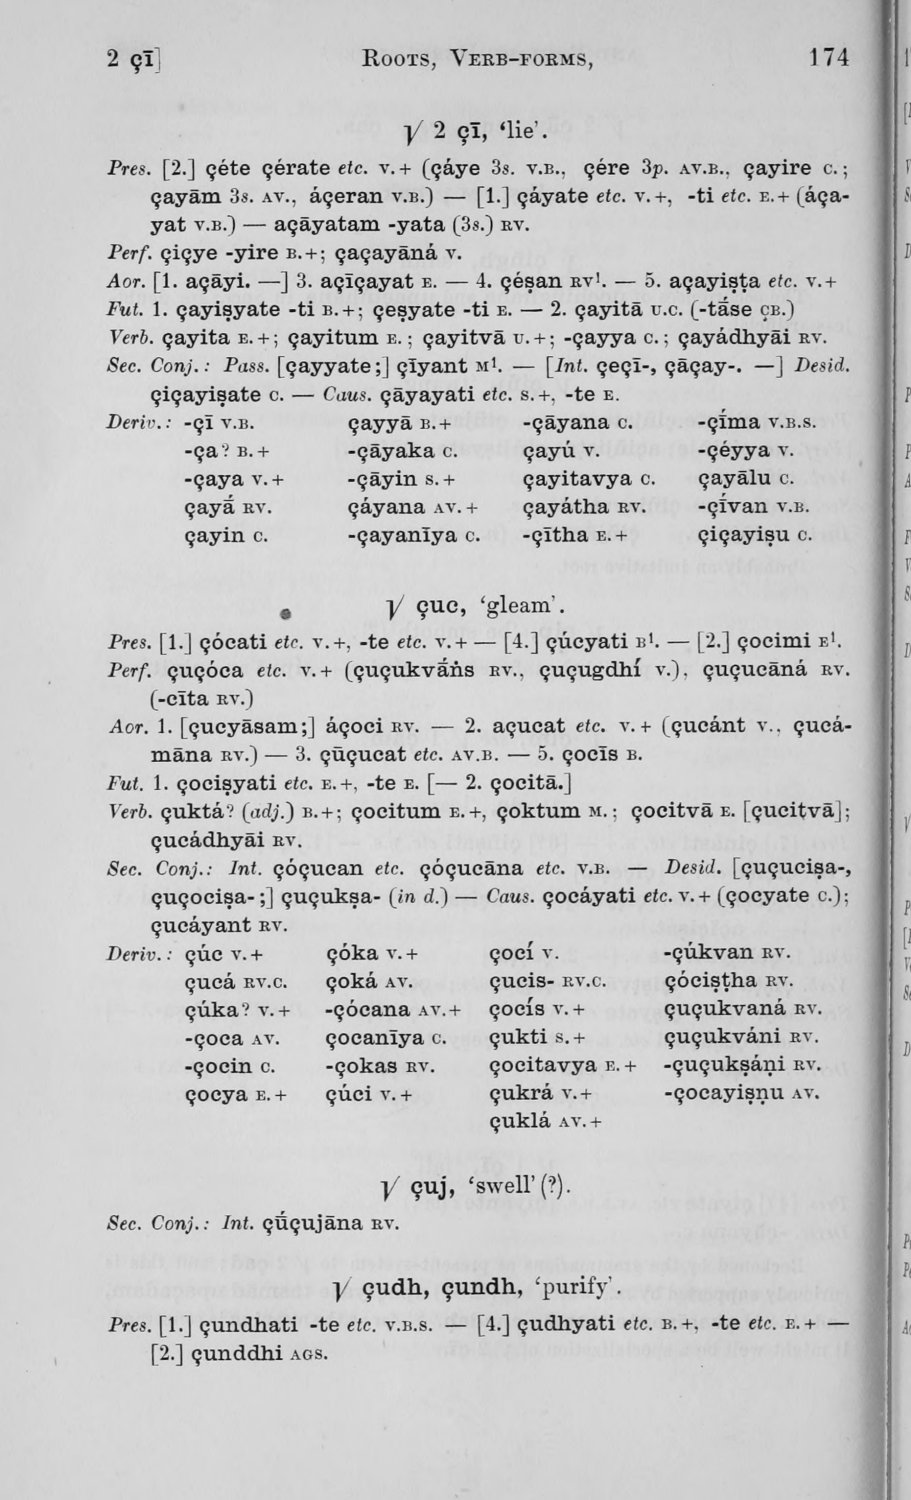 2 çī] Roots, Verb-forms, 174
√ 2 çī, ‘lie’.
Pres. [2.] çéte çérate etc. v.+ (çáye 3s. v.b., çére 3p. av.b., çayire c.;
çayām 3s. av., áçeran v.b.) — [1.] çáyate etc. v.+, -ti etc. e.+ (áça-
yat v.b.) — açāyatam -yata (3s.) rv.
Perf. çiçye -yire b.+; çaçayāná v.
Aor. [1. açāyi. —] 3. açīçayat e. — 4. çéṣan rv¹. — 5. açayiṣṭa etc. v.+
Fut. 1. çayiṣyate -ti b.+; çeṣyate -ti e. — 2. çayitā u.c. (-tā́se çb.)
Verb. çayita e.+; çayitum e.; çayitvā u.+; -çayya c.; çayádhyāi rv.
Sec. Conj.: Pass. [çayyate;] çīyant m¹. — [Int. çeçī-, çāçay-. —] Desid.
çiçayiṣate c. — Caus. çāyayati etc. s.+, -te e.
Deriv.: -çī v.b. çayyā b.+ -çāyana c. -çī́ma v.b.s.
-ça? b.+ -çāyaka c. çayú v. -çéyya v.
-çaya v.+ -çāyin s.+ çayitavya c. çayālu c.
çayā́ rv. çáyana av.+ çayátha rv. -çī́van v.b.
çayin c. -çayanīya c. -çītha e.+ çiçayiṣu c.
√ çuc, ‘gleam’.
Pres. [1.] çócati etc. v.+, -te etc. v.+ — [4.] çúcyati b¹. — [2.] çocimi e¹.
Perf. çuçóca etc. v.+ (çuçukvā́ṅs rv., çuçugdhí v.), çuçucāná rv.
(-cīta rv.)
Aor. 1. [çucyāsam;] áçoci rv. — 2. açucat etc. v.+ (çucánt v., çucá-
māna rv.) — 3. çūçucat etc. av.b. — 5. çocīs b.
Fut. 1. çociṣyati etc. e.+, -te e. [— 2. çocitā.]
Verb. çuktá? (adj.) b.+; çocitum e.+, çoktum m.; çocitvā e. [çucitvā];
çucádhyāi rv.
Sec. Conj.: Int. çóçucan etc. çóçucāna etc. v.b. — Desid. [çuçuciṣa-,
çuçociṣa-;] çuçukṣa- (in d.) — Caus. çocáyati etc. v.+ (çocyate c.);
çucáyant rv.
Deriv.: çúc v.+ çóka v.+ çocí v. -çúkvan rv.
çucá rv.c. çoká av. çucis- rv.c. çóciṣṭha rv.
çúka? v.+ -çócana av.+ çocís v.+ çuçukvaná rv.
-çoca av. çocanīya c. çukti s.+ çuçukváni rv.
-çocin c. -çokas rv. çocitavya e.+ -çuçukṣáṇi rv.
çocya e.+ çúci v.+ çukrá v.+ -çocayiṣṇu av.
çuklá av.+
√ çuj, ‘swell’ (?).
Sec. Conj.: Int. çū́çujāna rv.
√ çudh, çundh, ‘purify’.
Pres. [1.] çundhati -te etc. v.b.s. — [4.] çudhyati etc. b.+, -te etc. e.+ —
[2.] çunddhi ags.